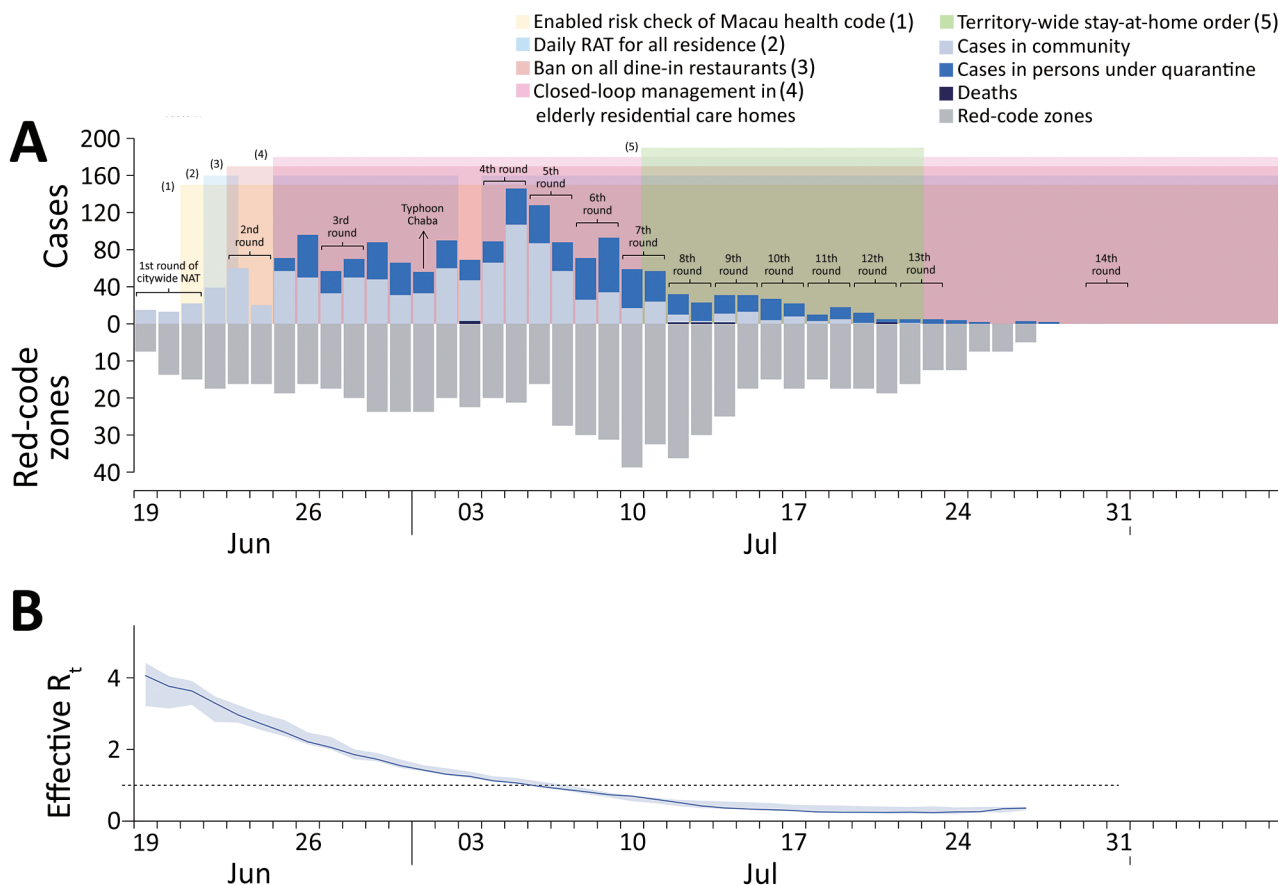 Enabled risk check of Macau health code (1)
Daily RAT for all residence (2)
Ban on all dine-in restaurants (3)
Closed-loop management in (4)
elderly residential care homes
Territory-wide stay-at-home order (5)
Cases in community
Cases in persons under quarantine
Deaths
Red-code zones
A
Cases
200
160
120
80
40
0
10
20
30
40
Red-code
zones
(1)
(2)
(3)
(4)
(5)
1st round of
citywide NAT
2nd
round
3rd
round
Typhoon
Chaba
4th round
5th
round
6th
round
7th
round
8th
round
9th
round
10th
round
11th
round
12th
round
13th
round
14th
round
19 26 03 10 17 24 31
Jun Jul
B
Effective Rt
4
2
0
19 26 03 10 17 24 31
Jun Jul